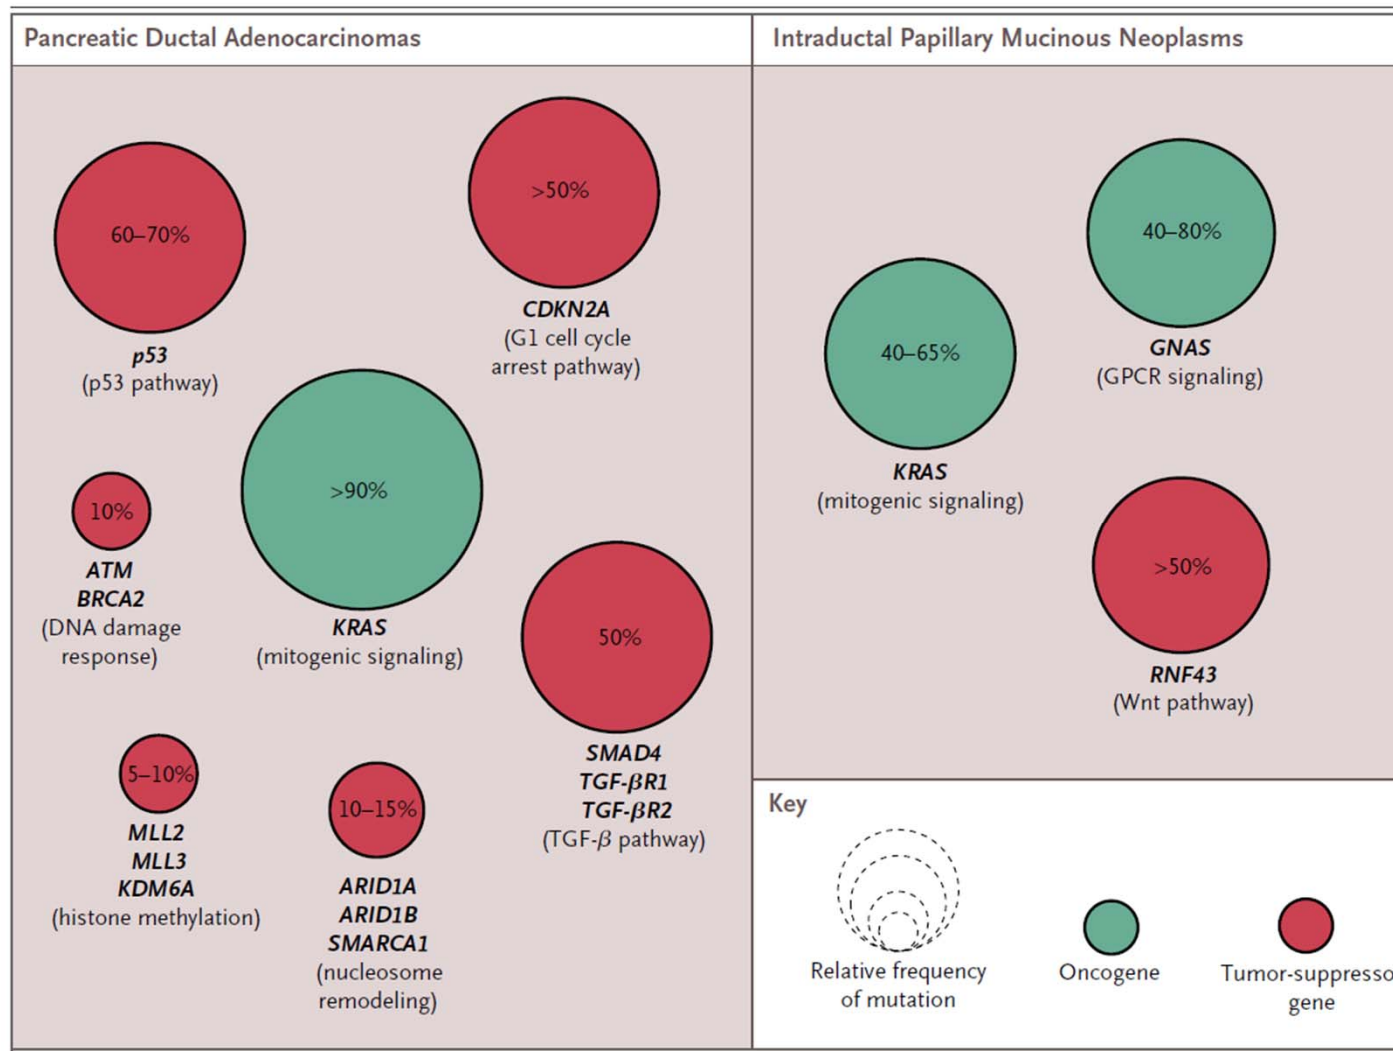 Pancreatic Ductal Adenocarcinomas
60–70%
p53
(p53 pathway)
>50%
CDKN2A
(G1 cell cycle
arrest pathway)
>90%
KRAS
(mitogenic signaling)
10%
ATM
BRCA2
(DNA damage
response)
50%
SMAD4
TGF-βR1
TGF-βR2
(TGF-β pathway)
5–10%
MLL2
MLL3
KDM6A
(histone methylation)
10–15%
ARID1A
ARID1B
SMARCA1
(nucleosome
remodeling)
Intraductal Papillary Mucinous Neoplasms
40–80%
GNAS
(GPCR signaling)
40–65%
KRAS
(mitogenic signaling)
>50%
RNF43
(Wnt pathway)
Key
Relative frequency
of mutation
Oncogene
Tumor-suppresso
gene